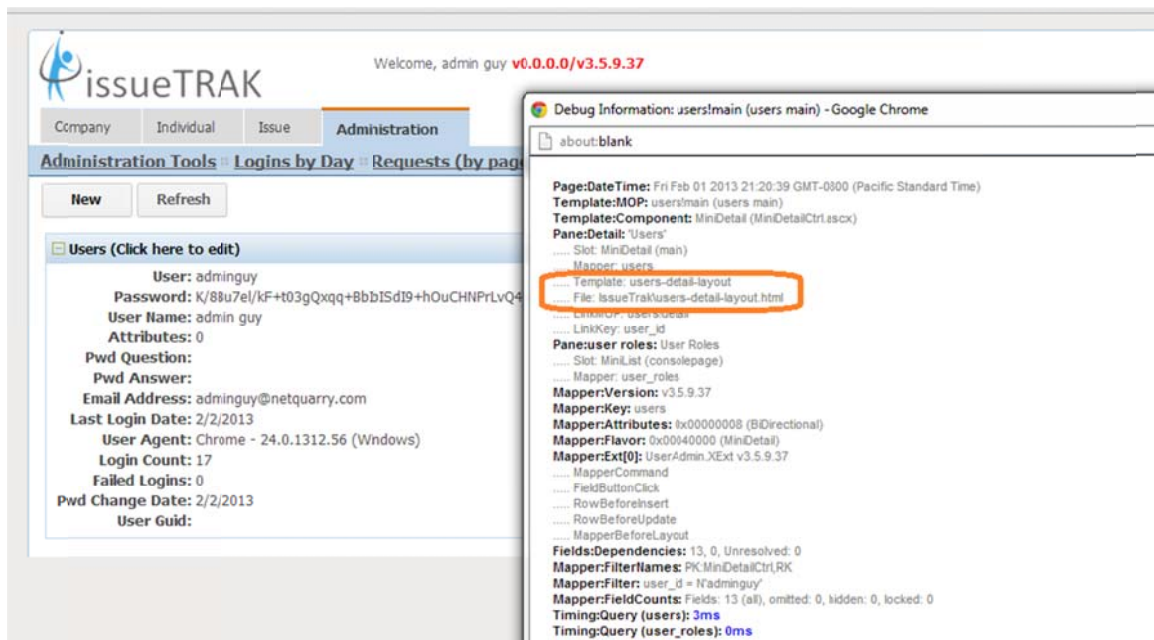 issueTRAK
Welcome, admin guy v0.0.0.0/v3.5.9.37
Company Individual Issue Administration
Administration Tools Logins by Day Requests (by page
New Refresh
Users (Click here to edit)
User: adminguy
Password: K/88u7el/kF+t03gQxqq+BbbISdI9+hOuCHNPrLvQ4
User Name: admin guy
Attributes: 0
Pwd Question:
Pwd Answer:
Email Address: adminguy@netquarry.com
Last Login Date: 2/2/2013
User Agent: Chrome - 24.0.1312.56 (Windows)
Login Count: 17
Failed Logins: 0
Pwd Change Date: 2/2/2013
User Guid:
Debug Information: users!main (users main) - Google Chrome
about:blank
Page:DateTime: Fri Feb 01 2013 21:20:39 GMT-0800 (Pacific Standard Time)
Template:MOP: users!main (users main)
Template:Component: MiniDetail (MiniDetailCtrl.ascx)
Pane:Detail: 'Users'
..... Slot: MiniDetail (main)
..... Mapper: users
..... Template: users-detail-layout
..... File: IssueTrak\users-detail-layout.html
..... LinkMOP: users:detail
..... LinkKey: user_id
Pane:user roles: User Roles
..... Slot: MiniList (consolepage)
..... Mapper: user_roles
Mapper:Version: v3.5.9.37
Mapper:Key: users
Mapper:Attributes: 0x00000008 (BiDirectional)
Mapper:Flavor: 0x00040000 (MiniDetail)
Mapper:Ext[0]: UserAdmin.XExt v3.5.9.37
..... MapperCommand
..... FieldButtonClick
..... RowBeforeInsert
..... RowBeforeUpdate
..... MapperBeforeLayout
Fields:Dependencies: 13, 0, Unresolved: 0
Mapper:FilterNames: PK:MiniDetailCtrl,RK
Mapper:Filter: user_id = N'adminguy'
Mapper:FieldCounts: Fields: 13 (all), omitted: 0, hidden: 0, locked: 0
Timing:Query (users): 3ms
Timing:Query (user_roles): 0ms